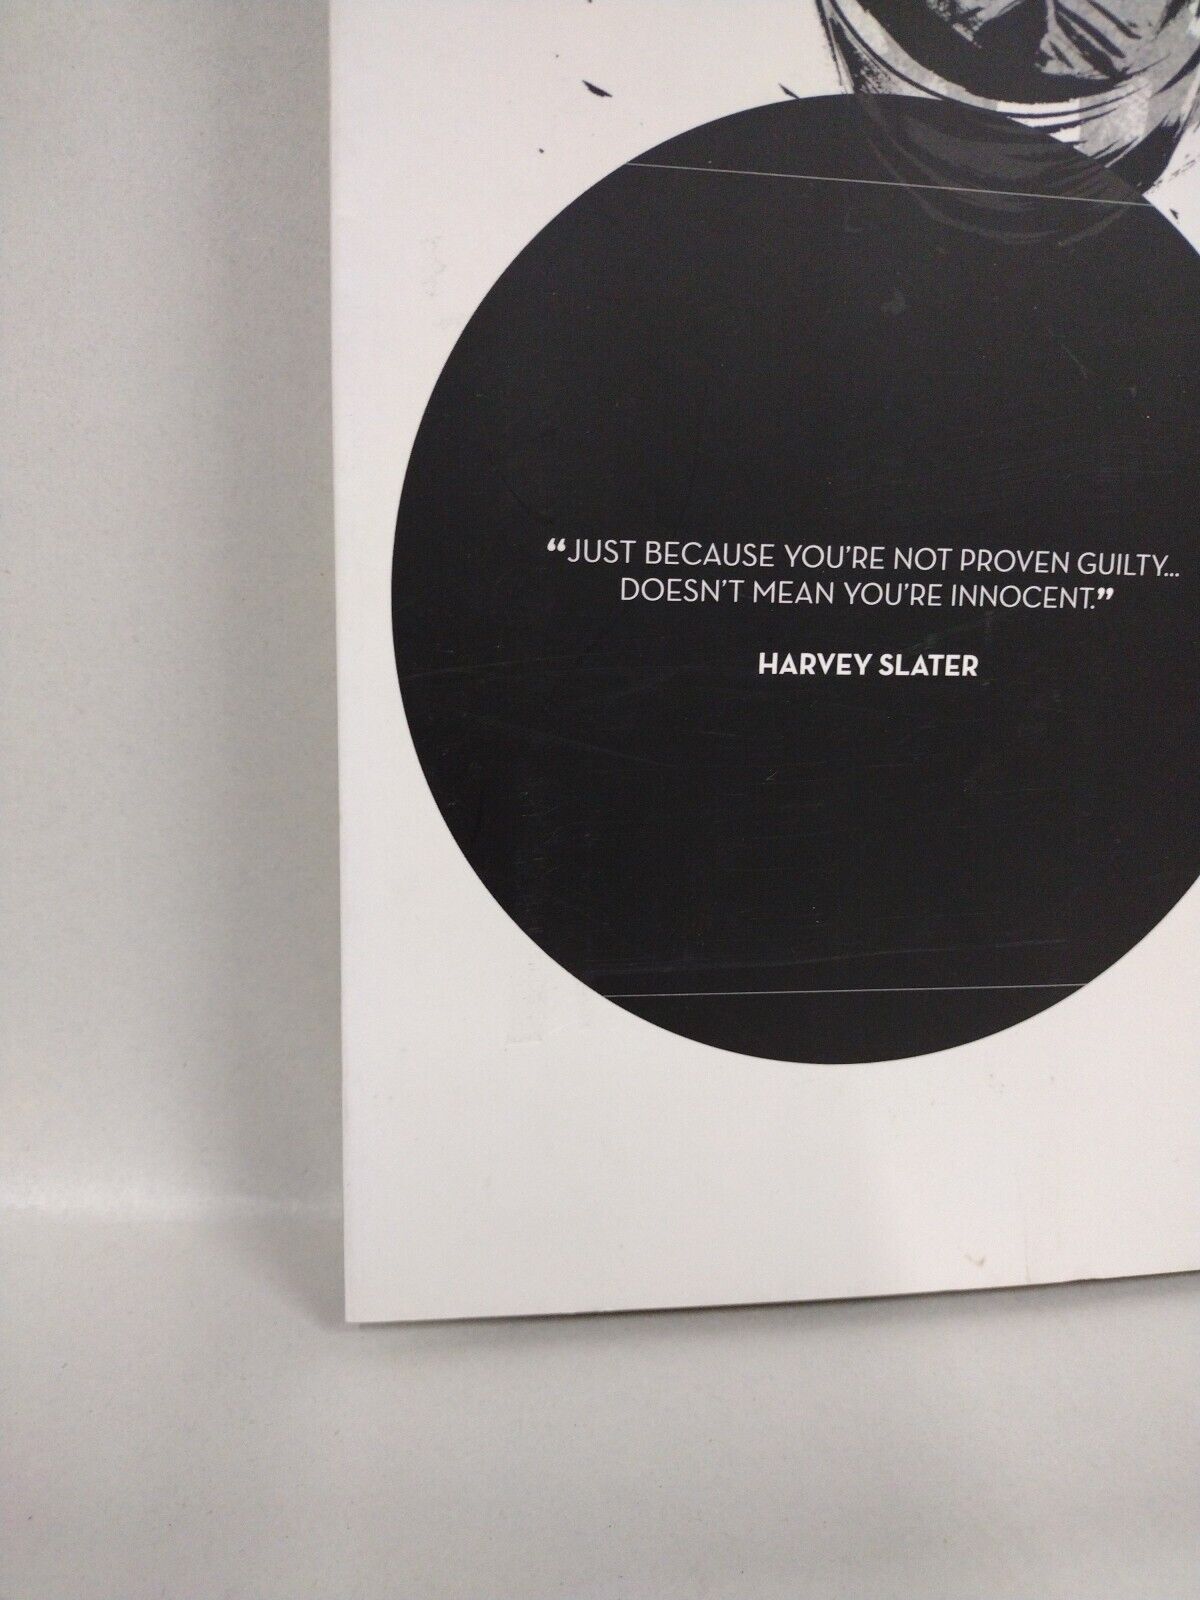 “JUST BECAUSE YOU’RE NOT PROVEN GUILTY...
DOESN’T MEAN YOU’RE INNOCENT.”
HARVEY SLATER